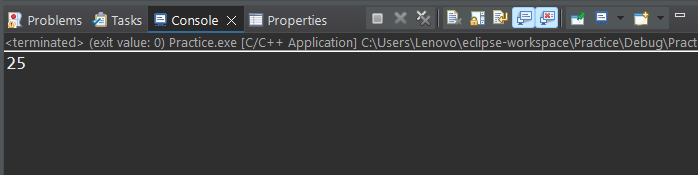 Problems Tasks Console Properties
<terminated> (exit value: 0) Practice.exe [C/C++ Application] C:\Users\Lenovo\eclipse-workspace\Practice\Debug\Pract
25